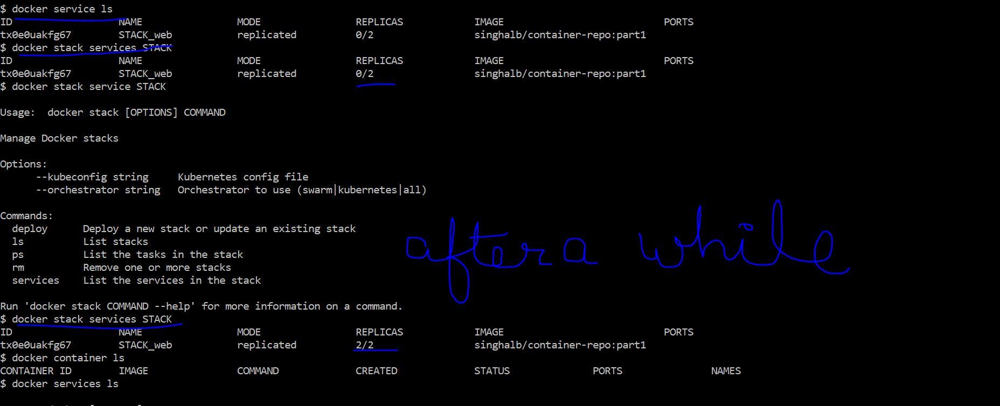 $ docker service ls
ID NAME MODE REPLICAS IMAGE PORTS
tx0e0uakfg67 STACK_web replicated 0/2 singhalb/container-repo:part1
$ docker stack services STACK
ID NAME MODE REPLICAS IMAGE PORTS
tx0e0uakfg67 STACK_web replicated 0/2 singhalb/container-repo:part1
$ docker stack service STACK
Usage:  docker stack [OPTIONS] COMMAND
Manage Docker stacks
Options:
--kubeconfig string Kubernetes config file
--orchestrator string Orchestrator to use (swarm|kubernetes|all)
Commands:
deploy Deploy a new stack or update an existing stack
ls List stacks
ps List the tasks in the stack
rm Remove one or more stacks
services List the services in the stack
after a while
Run 'docker stack COMMAND --help' for more information on a command.
$ docker stack services STACK
ID NAME MODE REPLICAS IMAGE PORTS
tx0e0uakfg67 STACK_web replicated 2/2 singhalb/container-repo:part1
$ docker container ls
CONTAINER ID IMAGE COMMAND CREATED STATUS PORTS NAMES
$ docker services ls